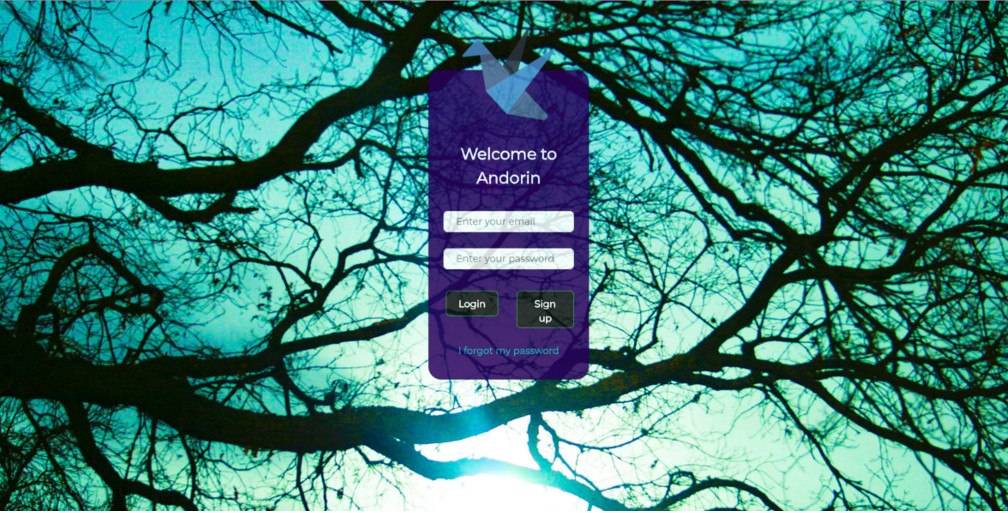 Welcome to
Andorin
Enter your email
Enter your password
Login
Sign
up
I forgot my password